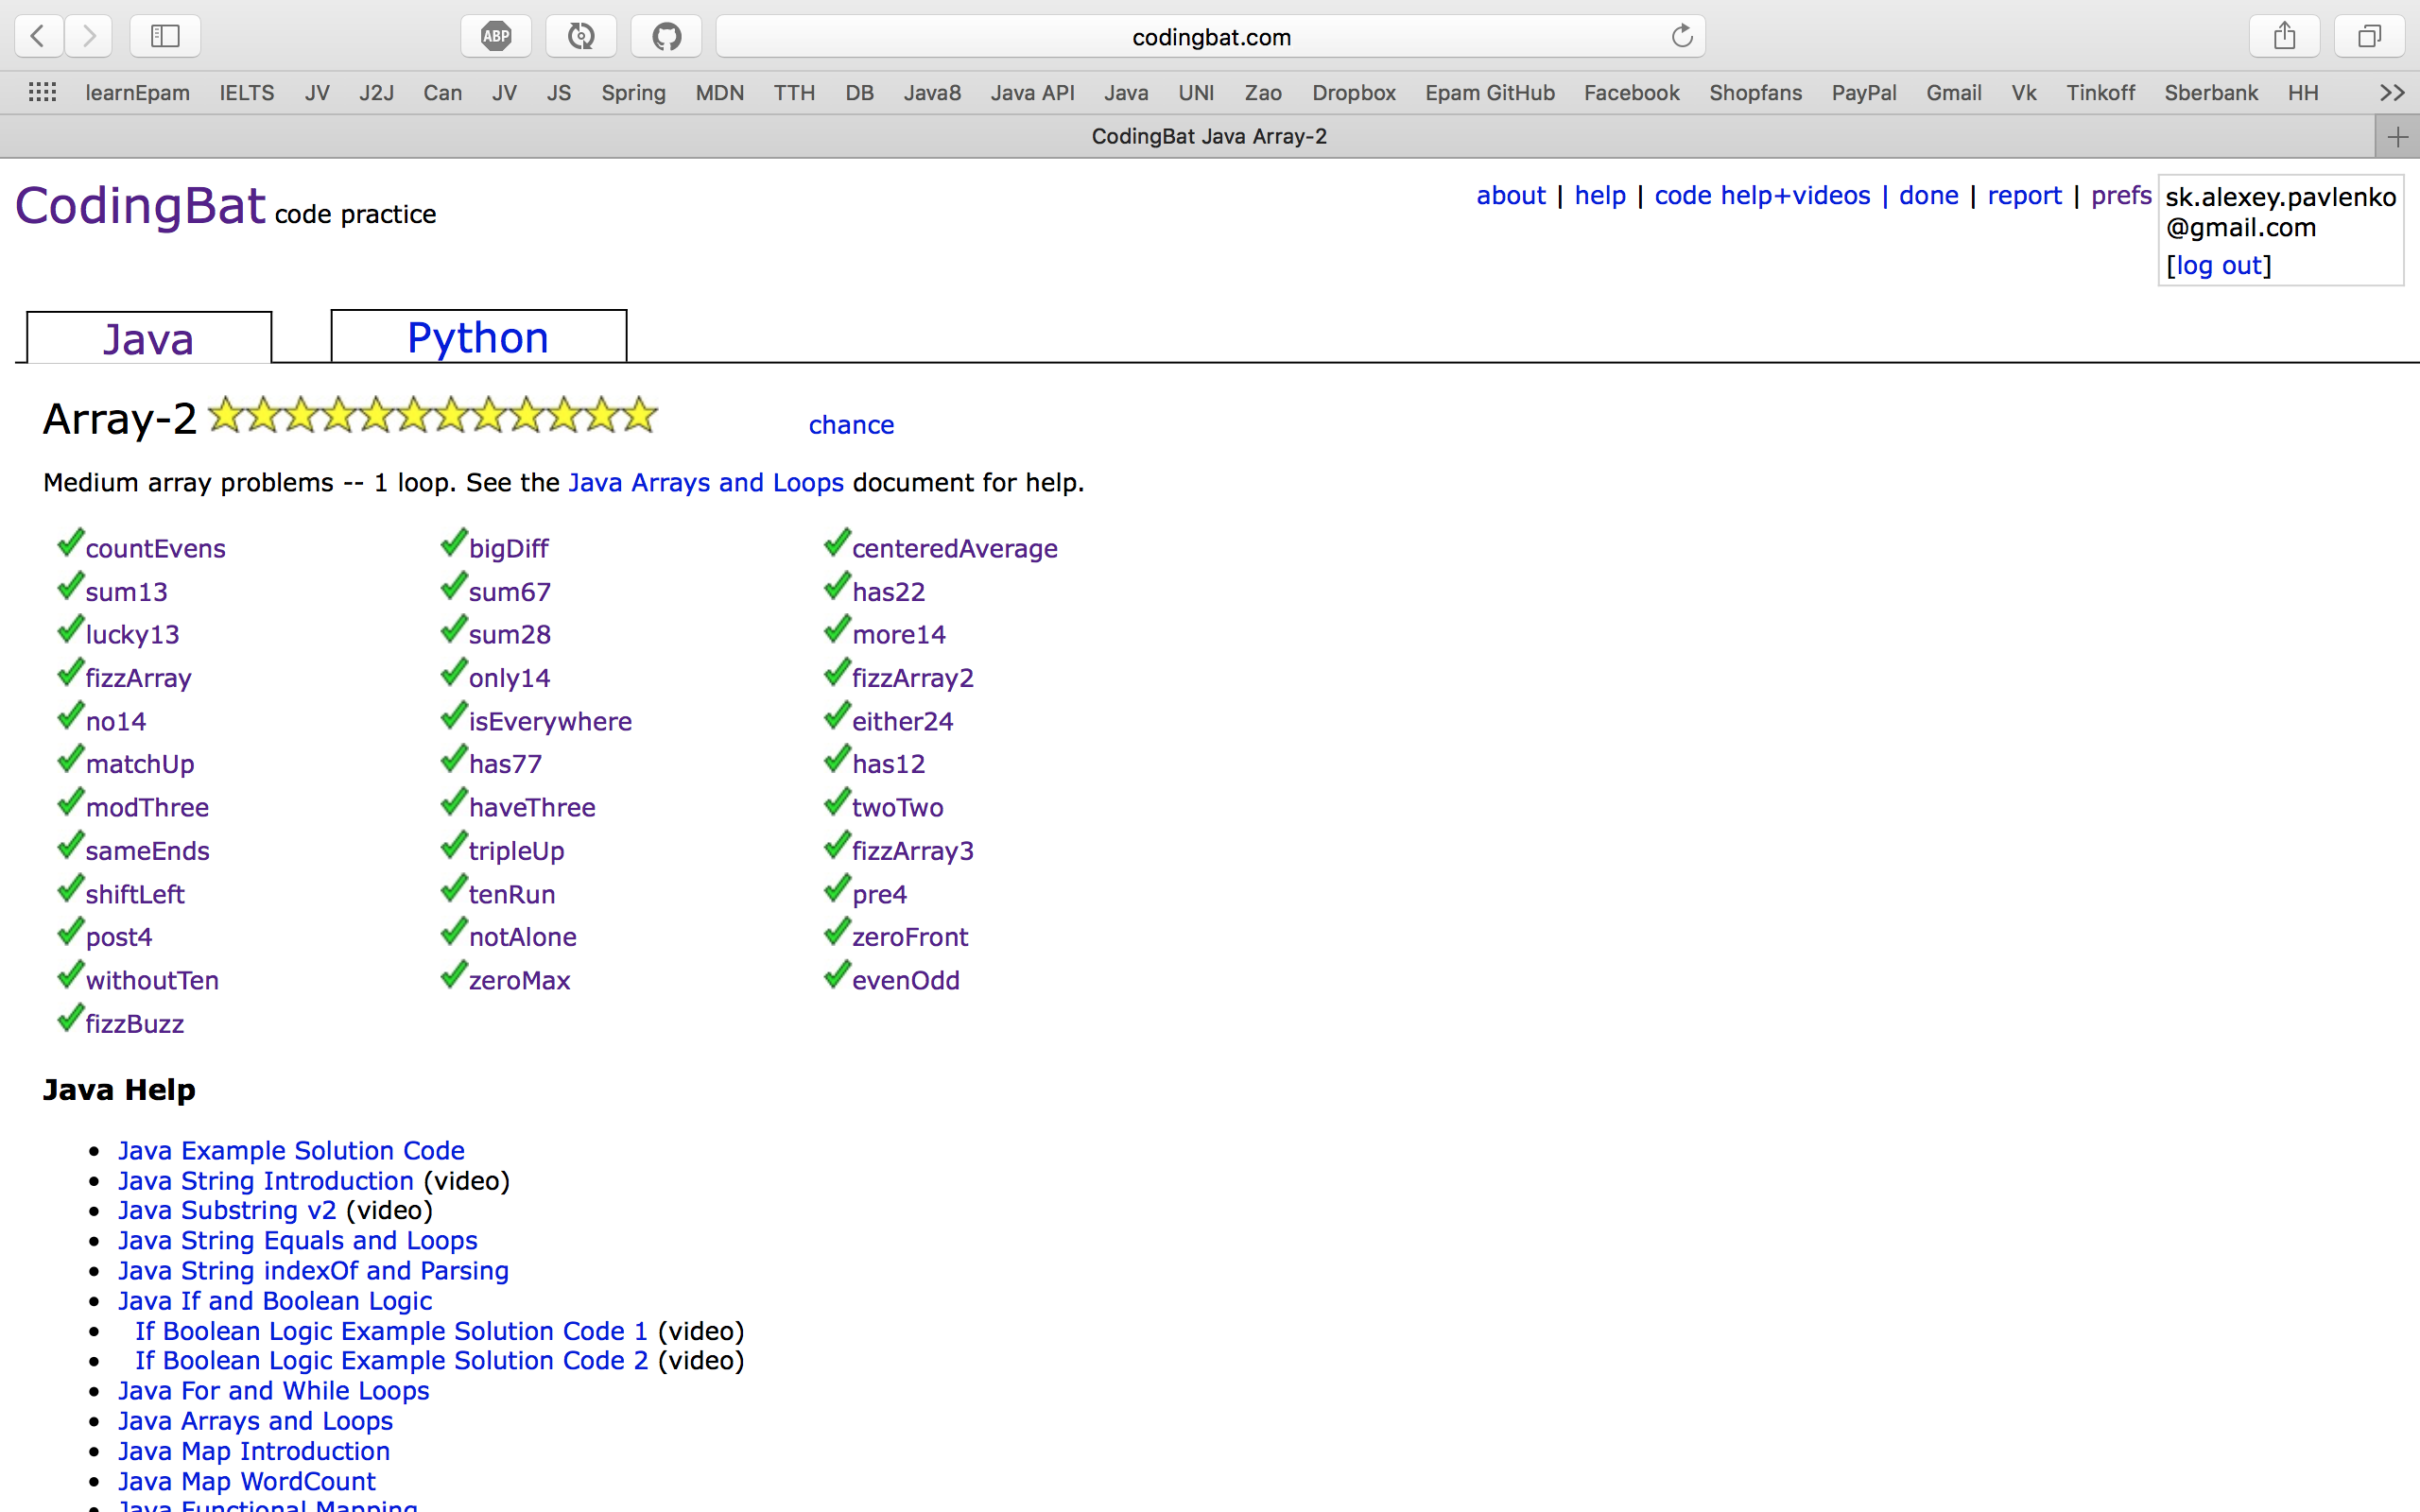 ABP
codingbat.com
learnEpam IELTS JV J2J Can JV JS Spring MDN TTH DB Java8 Java API Java UNI Zao Dropbox Epam GitHub Facebook Shopfans PayPal Gmail Vk Tinkoff Sberbank HH >>
CodingBat Java Array-2
CodingBat code practice
about | help | code help+videos | done | report | prefs
sk.alexey.pavlenko
@gmail.com
[log out]
Java Python
Array-2 chance
Medium array problems -- 1 loop. See the Java Arrays and Loops document for help.
countEvens bigDiff centeredAverage
sum13 sum67 has22
lucky13 sum28 more14
fizzArray only14 fizzArray2
no14 isEverywhere either24
matchUp has77 has12
modThree haveThree twoTwo
sameEnds tripleUp fizzArray3
shiftLeft tenRun pre4
post4 notAlone zeroFront
withoutTen zeroMax evenOdd
fizzBuzz
Java Help
• Java Example Solution Code
• Java String Introduction (video)
• Java Substring v2 (video)
• Java String Equals and Loops
• Java String indexOf and Parsing
• Java If and Boolean Logic
• If Boolean Logic Example Solution Code 1 (video)
• If Boolean Logic Example Solution Code 2 (video)
• Java For and While Loops
• Java Arrays and Loops
• Java Map Introduction
• Java Map WordCount
• Java Functional Mapping